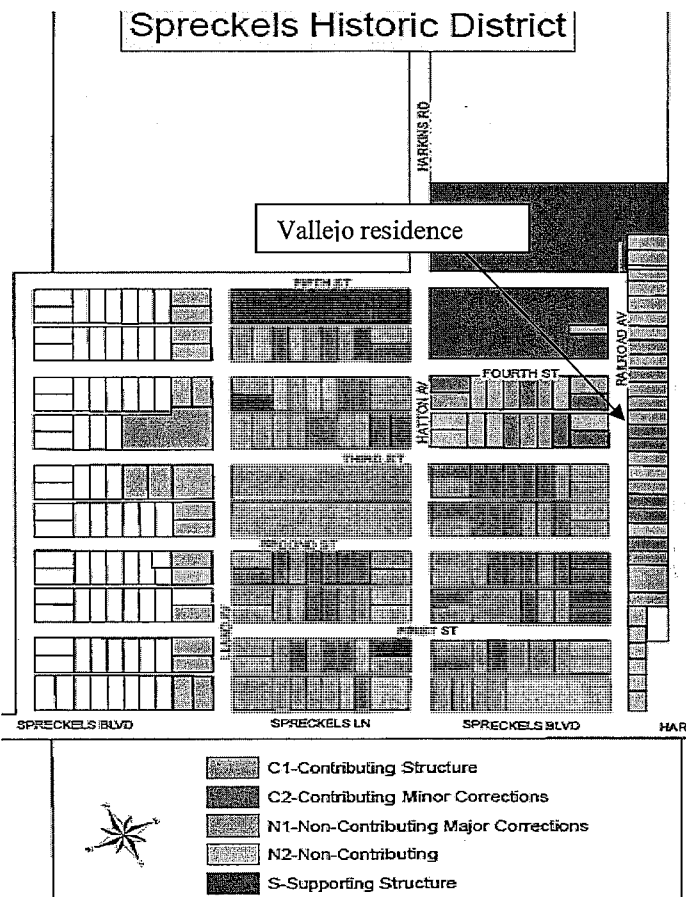 Spreckels Historic District
HARKINS RD
Vallejo residence
FIFTH ST
RAILROAD AV
FOURTH ST
HATTON AV
THIRD ST
SECOND ST
FIRST ST
SPRECKELS BLVD
SPRECKELS LN
SPRECKELS BLVD
HAR
C1-Contributing Structure
C2-Contributing Minor Corrections
N1-Non-Contributing Major Corrections
N2-Non-Contributing
S-Supporting Structure